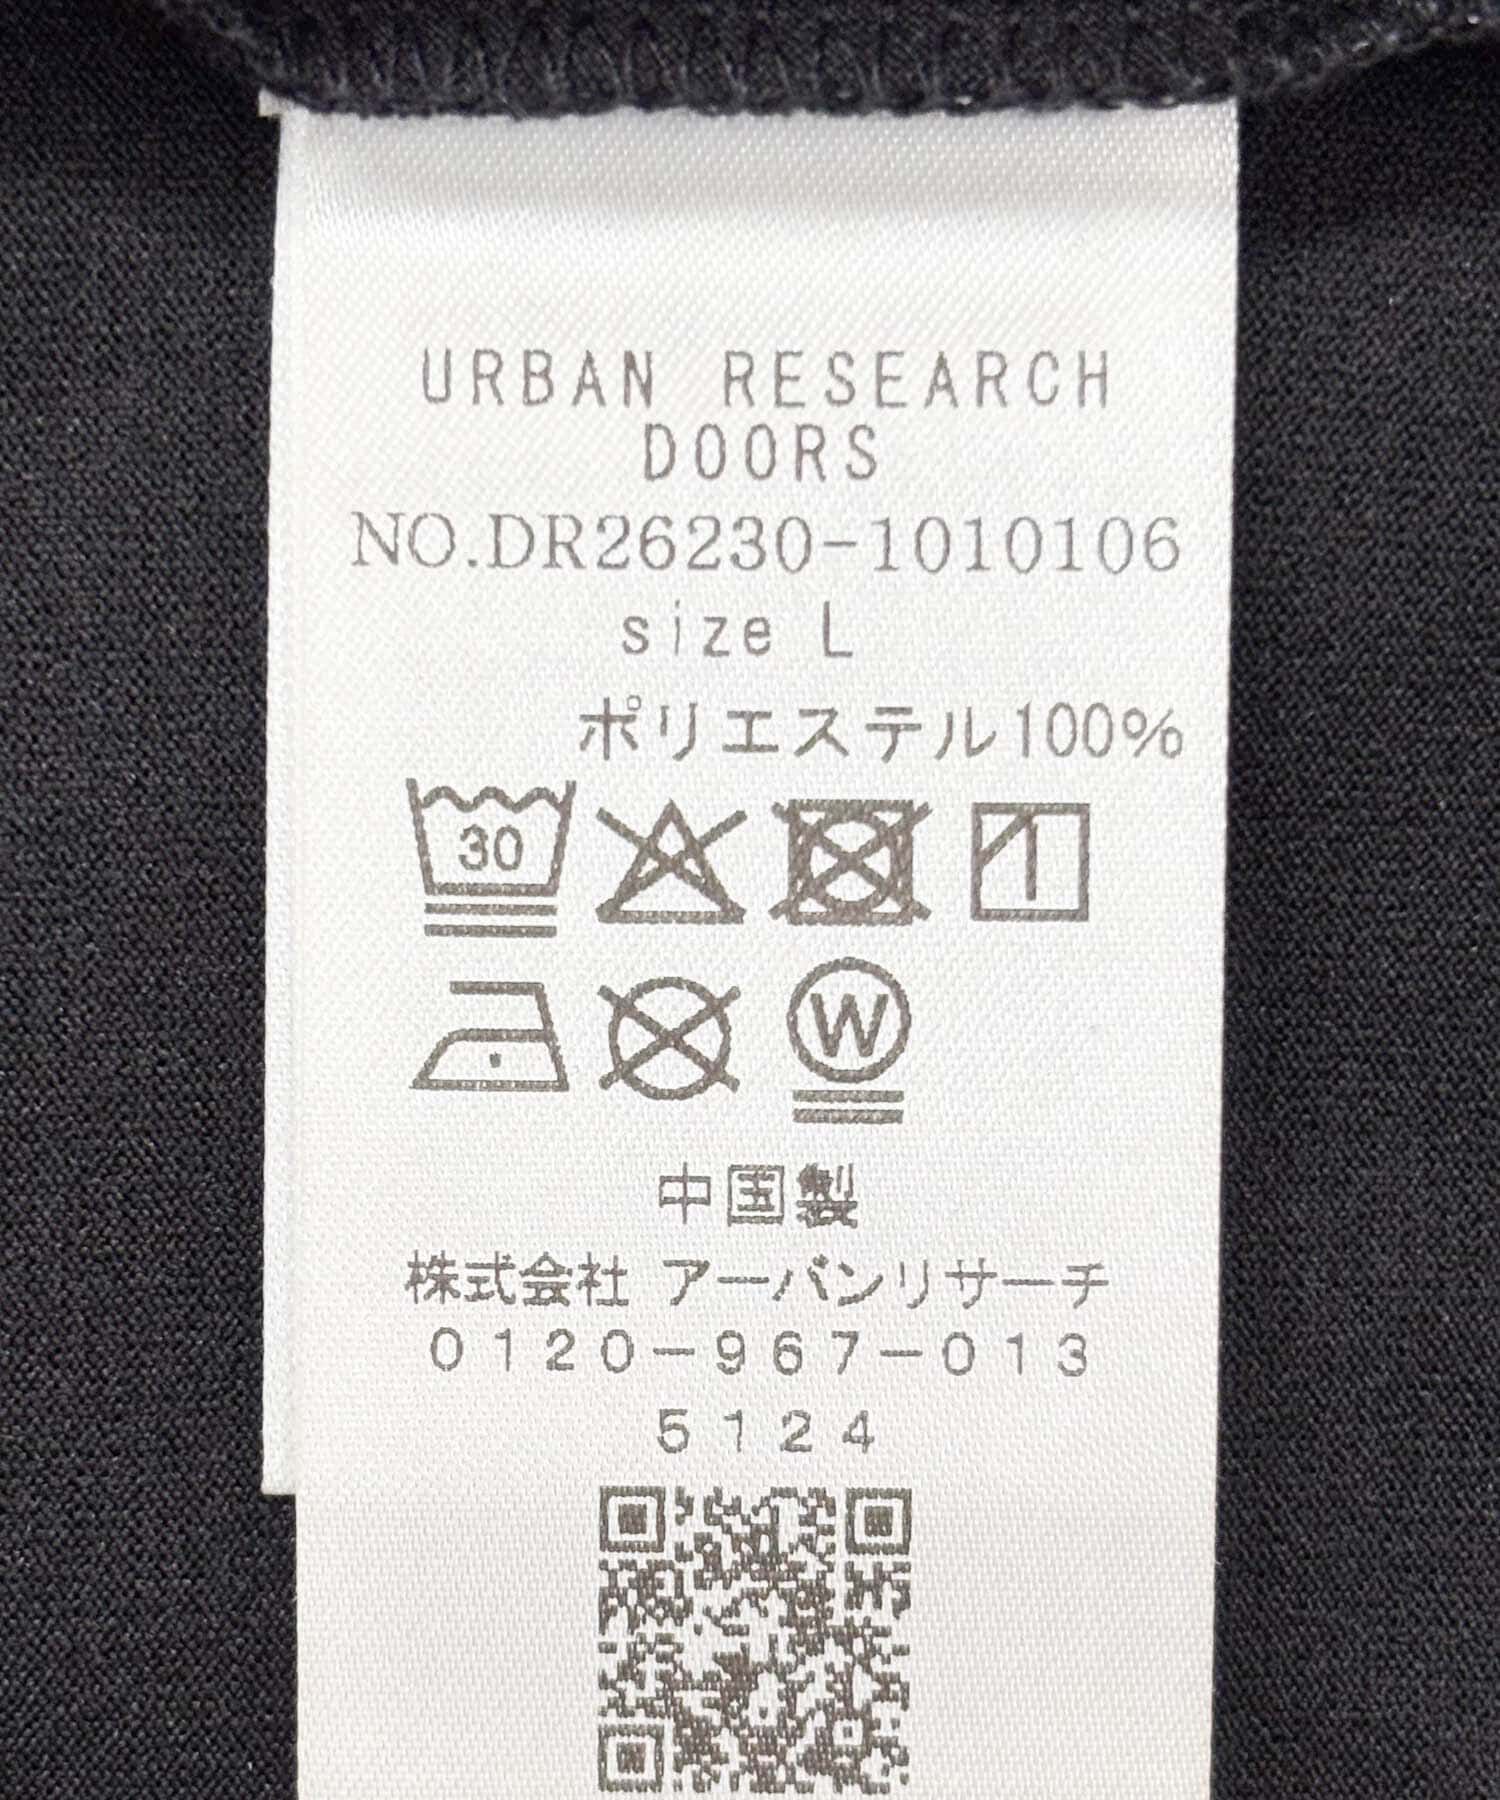 URBAN RESEARCH
DOORS
NO.DR26230-1010106
size L
ポリエステル100%
30
W
中国製
株式会社 アーバンリサーチ
0120-967-013
5124